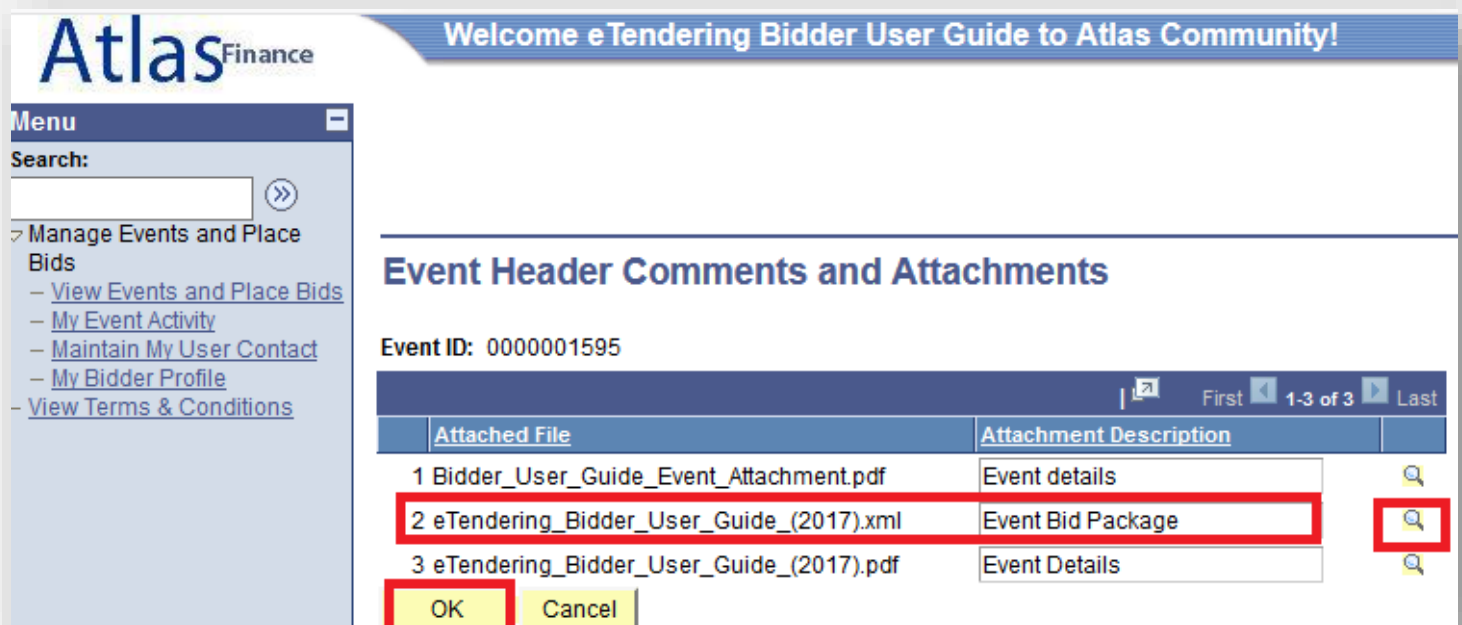 Atlas Finance
Welcome eTendering Bidder User Guide to Atlas Community!
Menu
Search:
Manage Events and Place
Bids
– View Events and Place Bids
– My Event Activity
– Maintain My User Contact
– My Bidder Profile
– View Terms & Conditions
Event Header Comments and Attachments
Event ID: 0000001595
First 1-3 of 3 Last
Attached File Attachment Description
1 Bidder_User_Guide_Event_Attachment.pdf Event details
2 eTendering_Bidder_User_Guide_(2017).xml Event Bid Package
3 eTendering_Bidder_User_Guide_(2017).pdf Event Details
OK Cancel